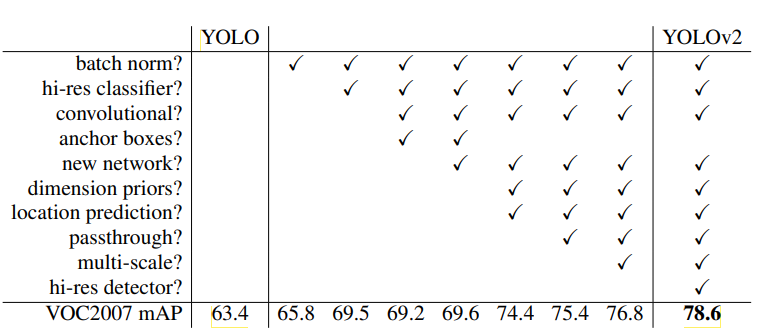 YOLO YOLOv2
batch norm? ✓ ✓ ✓ ✓ ✓ ✓ ✓ ✓
hi-res classifier? ✓ ✓ ✓ ✓ ✓ ✓ ✓
convolutional? ✓ ✓ ✓ ✓ ✓ ✓
anchor boxes? ✓ ✓
new network? ✓ ✓ ✓ ✓ ✓
dimension priors? ✓ ✓ ✓ ✓
location prediction? ✓ ✓ ✓ ✓
passthrough? ✓ ✓ ✓
multi-scale? ✓ ✓
hi-res detector? ✓
VOC2007 mAP 63.4 65.8 69.5 69.2 69.6 74.4 75.4 76.8 78.6